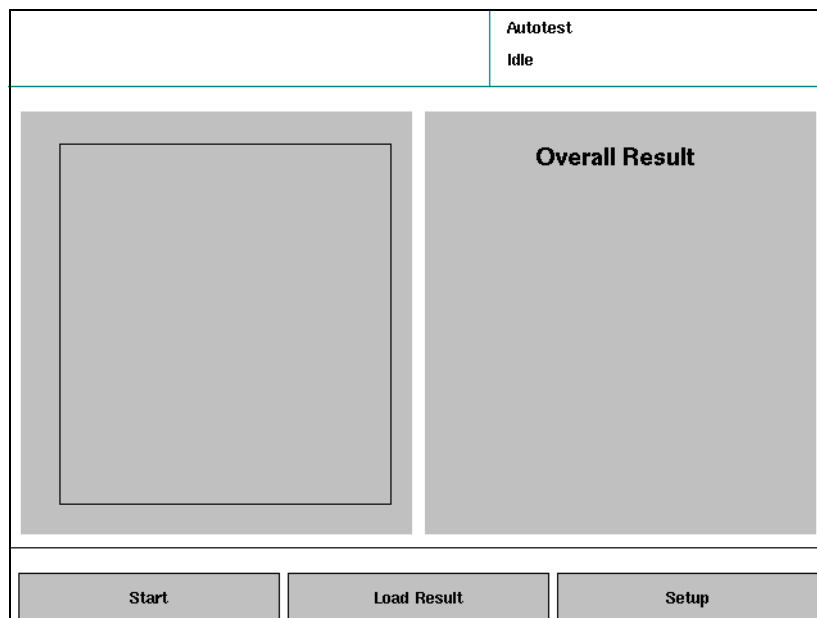 Autotest
Idle
Overall Result
Start
Load Result
Setup